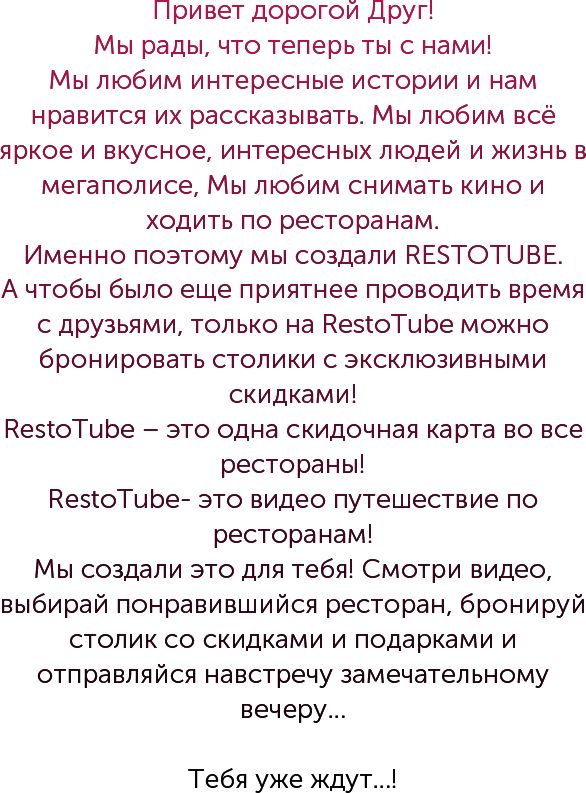 Привет дорогой Друг!
Мы рады, что теперь ты с нами!
Мы любим интересные истории и нам
нравится их рассказывать. Мы любим всё
яркое и вкусное, интересных людей и жизнь в
мегаполисе, Мы любим снимать кино и
ходить по ресторанам.
Именно поэтому мы создали RESTOTUBE.
А чтобы было еще приятнее проводить время
с друзьями, только на RestoTube можно
бронировать столики с эксклюзивными
скидками!
RestoTube – это одна скидочная карта во все
рестораны!
RestoTube- это видео путешествие по
ресторанам!
Мы создали это для тебя! Смотри видео,
выбирай понравившийся ресторан, бронируй
столик со скидками и подарками и
отправляйся навстречу замечательному
вечеру...
Тебя уже ждут...!